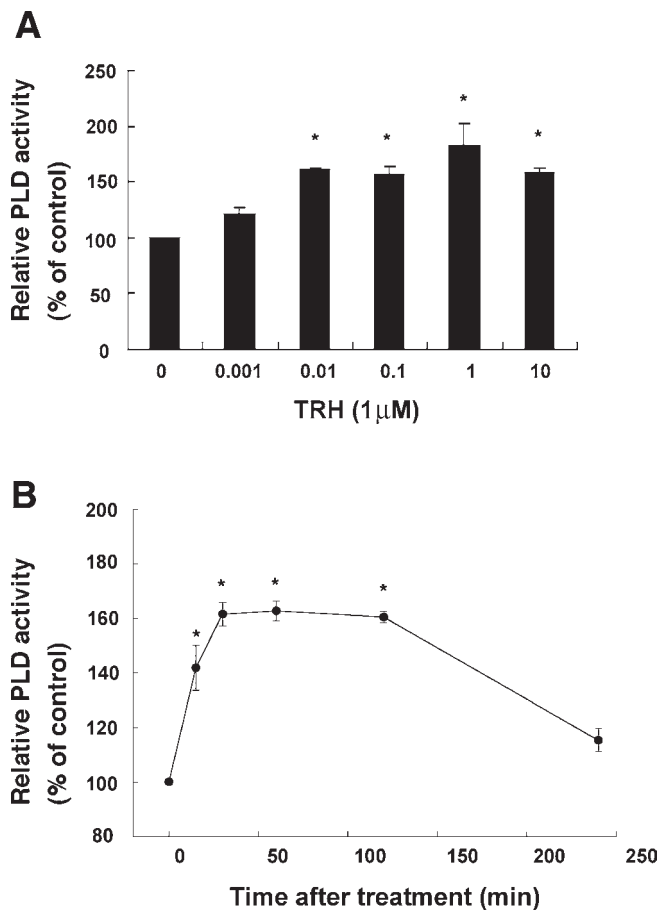 A
Relative PLD activity
(% of control)
250
200
150
100
50
0
* * * *
0 0.001 0.01 0.1 1 10
TRH (1μM)
B
Relative PLD activity
(% of control)
200
180
160
140
120
100
80
* * * *
0 50 100 150 200 250
Time after treatment (min)